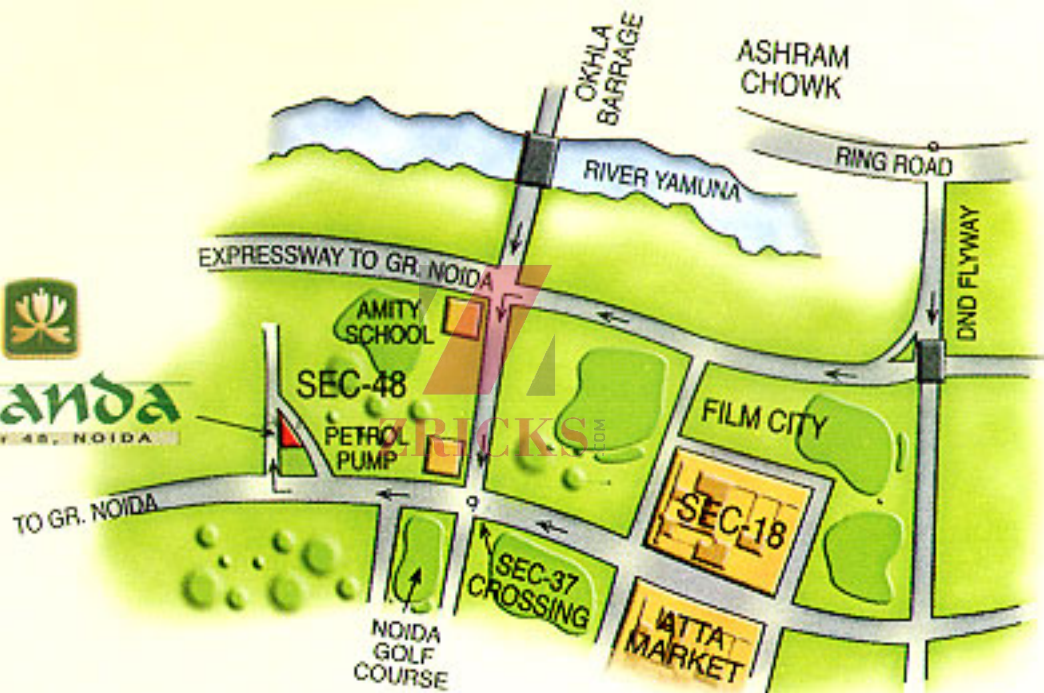 OKHLA
BARRAGE
ASHRAM
CHOWK
RING ROAD
RIVER YAMUNA
DND FLYWAY
EXPRESSWAY TO GR. NOIDA
AMITY
SCHOOL
SEC-48
anda
48, NOIDA
FILM CITY
PETROL
PUMP
ZRICKS.COM
TO GR. NOIDA
SEC-18
SEC-37
CROSSING
ATTA
MARKET
NOIDA
GOLF
COURSE